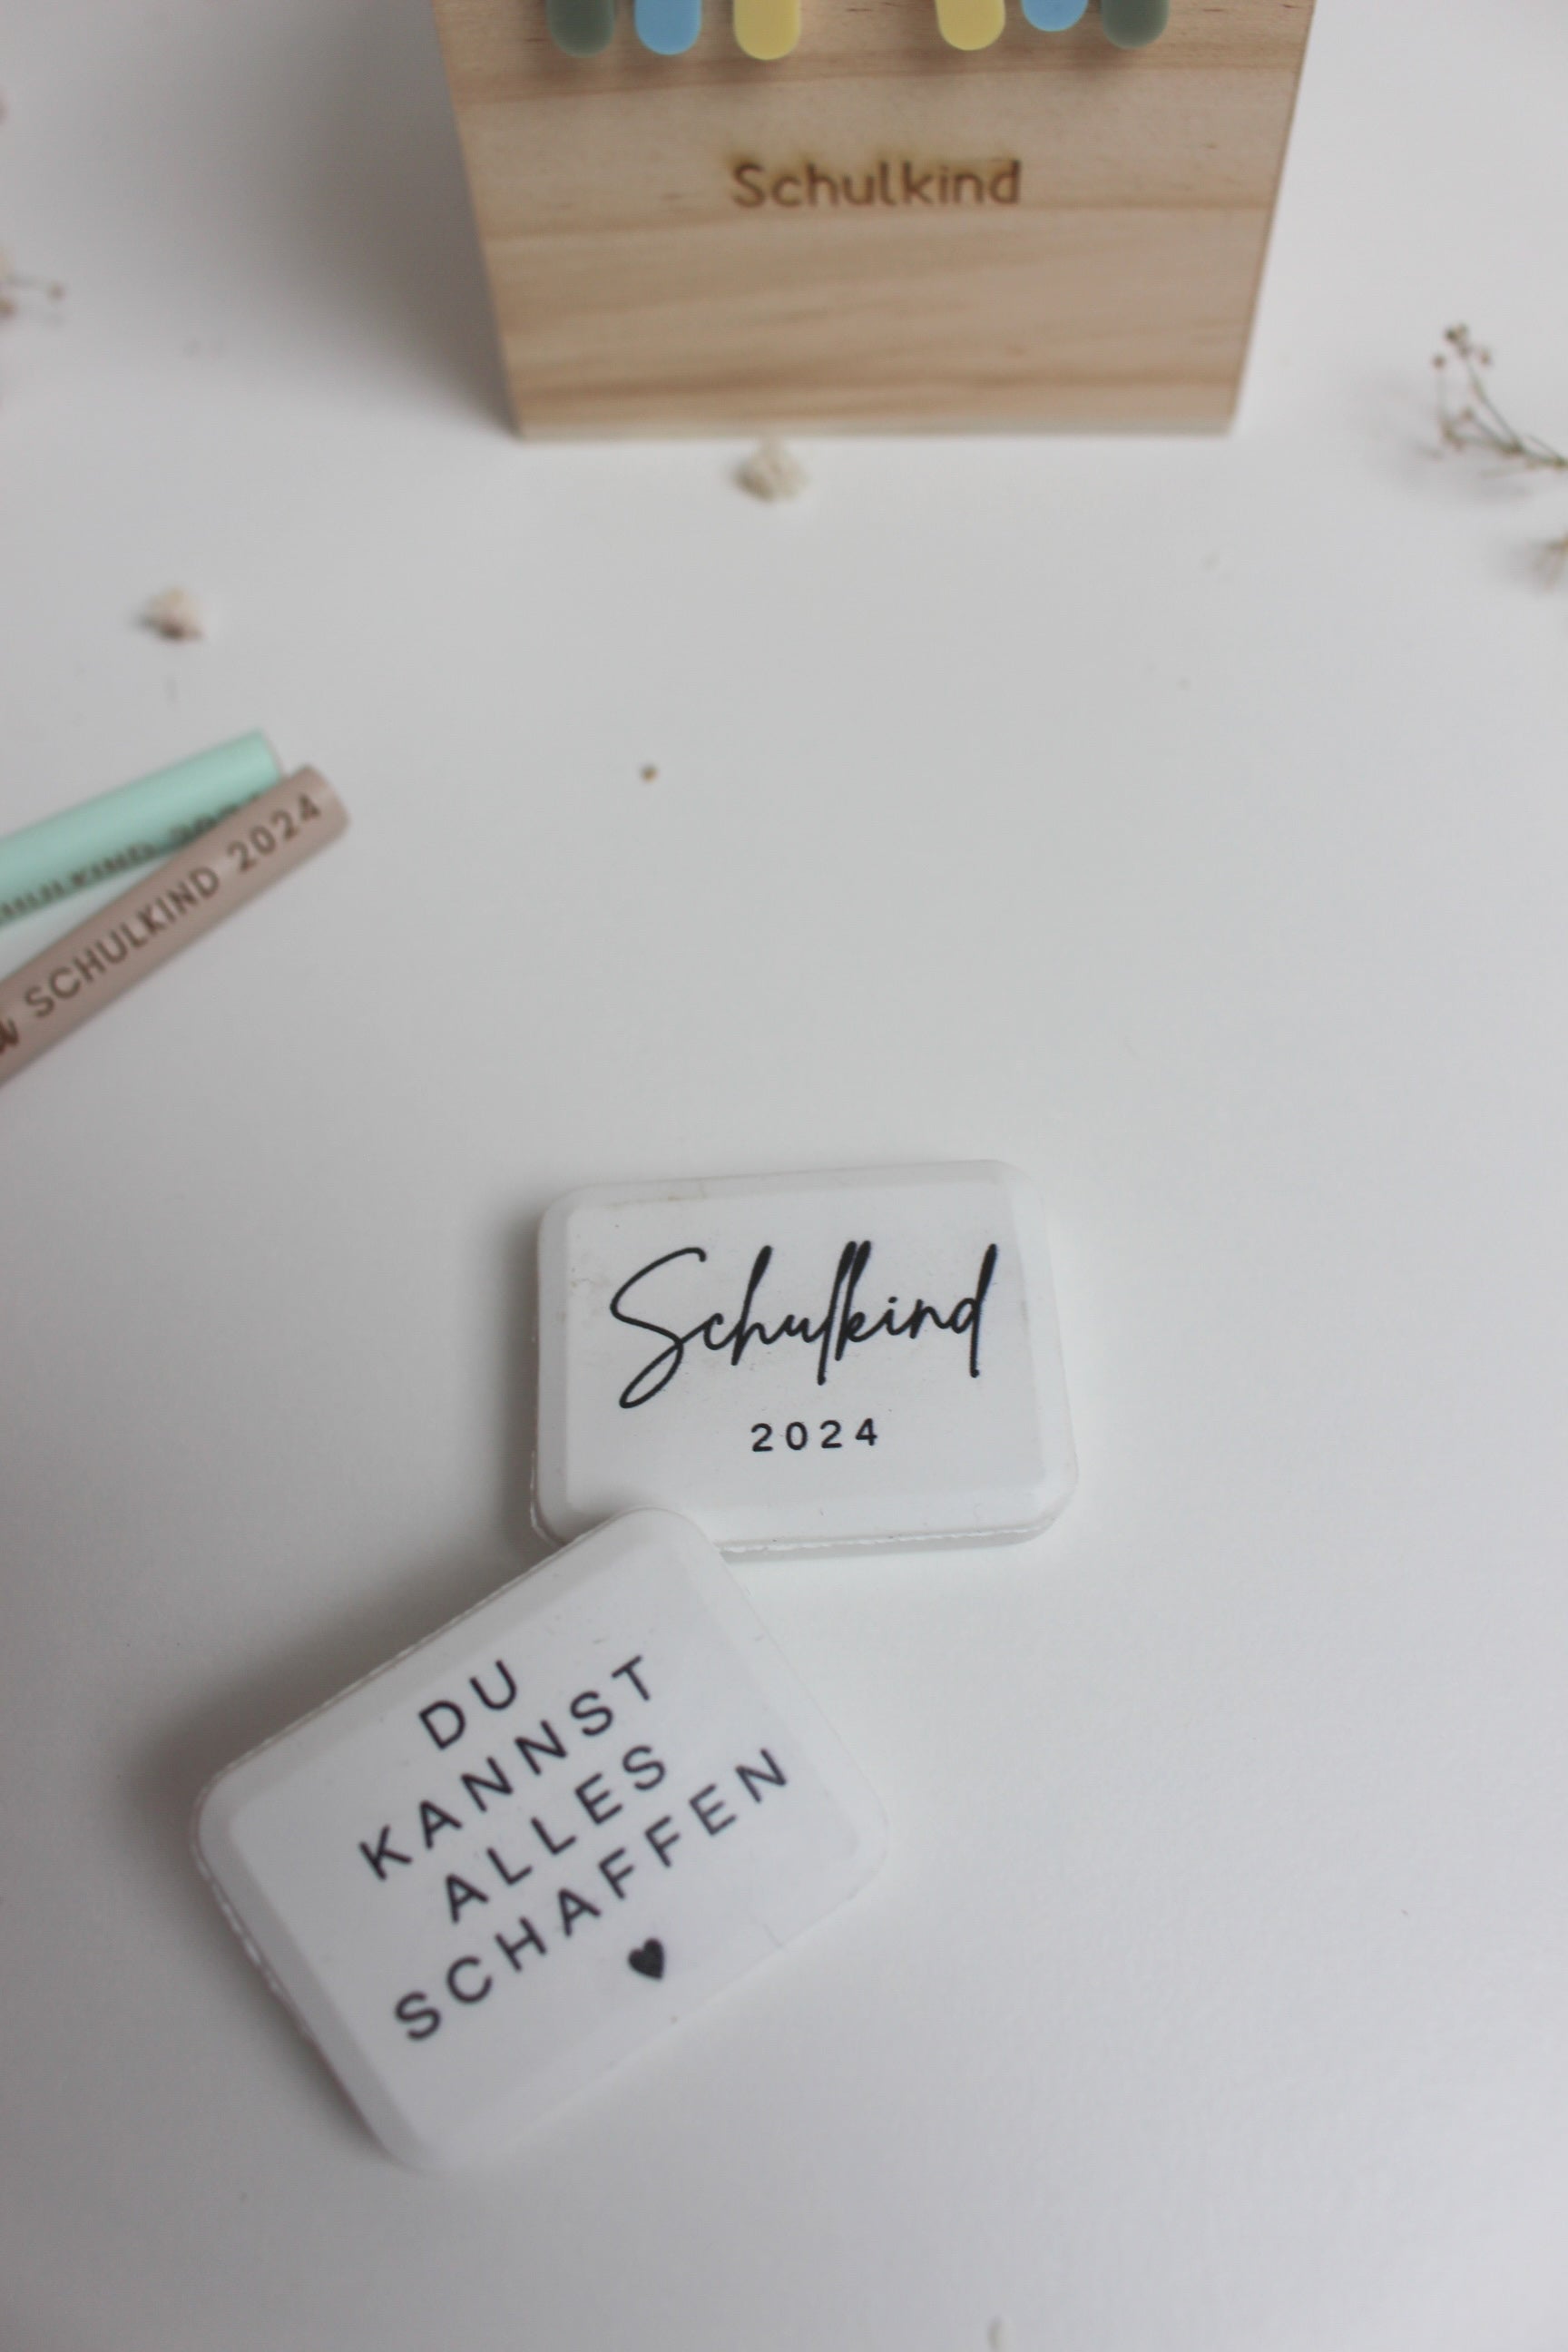 Schulkind
SCHULKIND 2024
Schulkind
2024
DU
KANNST
ALLES
SCHAFFEN